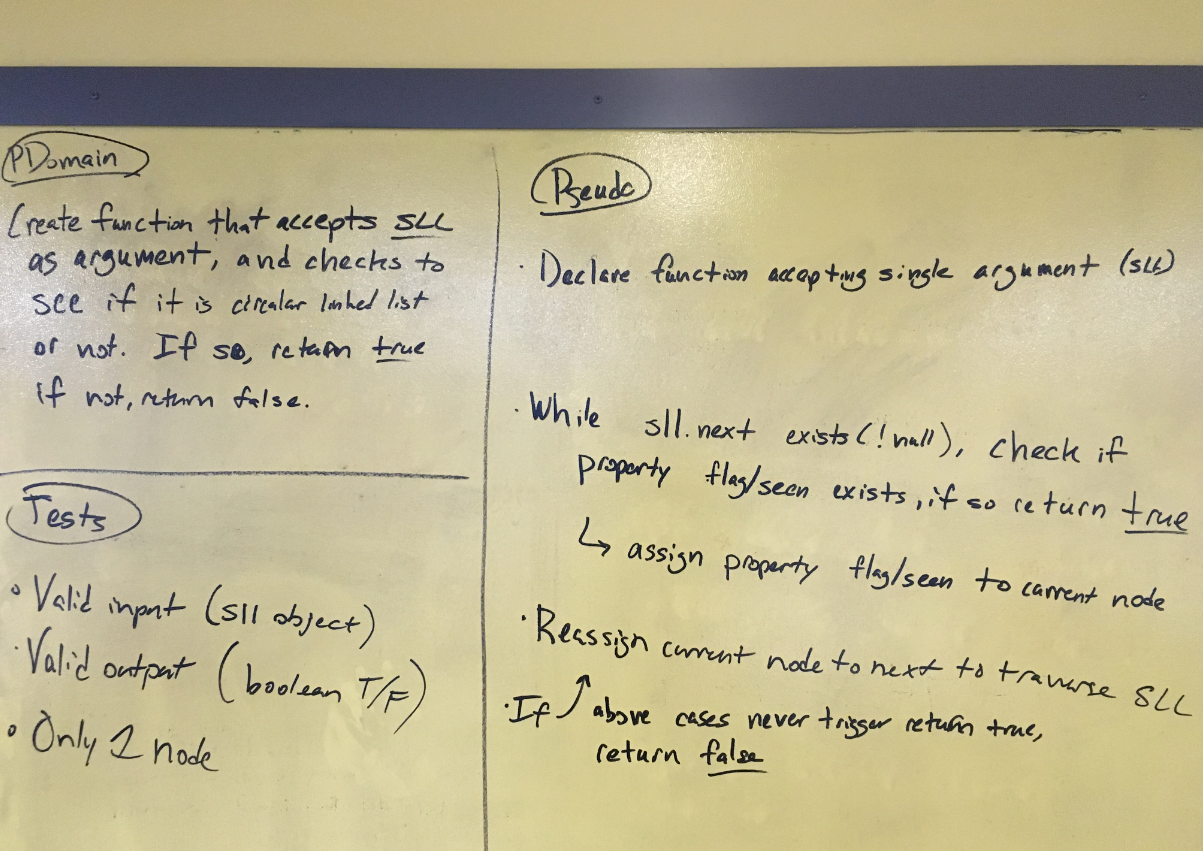 PDomain
Create function that accepts SLL
as argument, and checks to
see if it is circular linked list
or not. If so, return true
if not, return false.
Tests
• Valid input (sll object)
• Valid output (boolean T/F)
• Only 1 node
Pseudo
• Declare function accepting single argument (sll)
• While sll.next exists (!null), check if
property flag/seen exists, if so return true
↳ assign property flag/seen to current node
• Reassign current node to next to traverse SLL
• If above cases never trigger return true,
return false